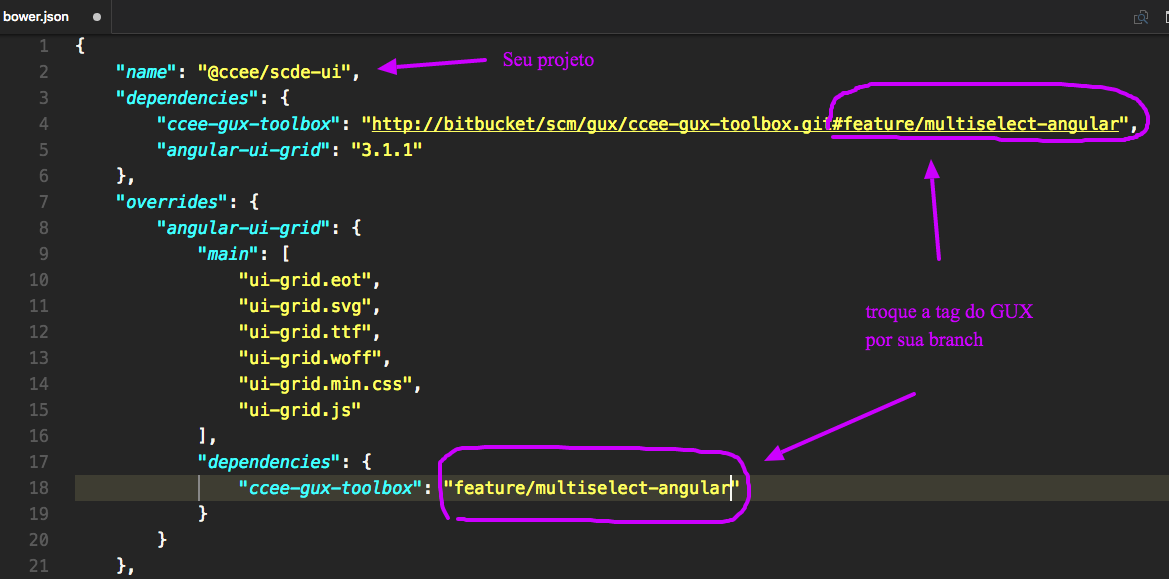 bower.json
1 {
2 "name": "@ccee/scde-ui", Seu projeto
3 "dependencies": {
4 "ccee-gux-toolbox": "http://bitbucket/scm/gux/ccee-gux-toolbox.git#feature/multiselect-angular",
5 "angular-ui-grid": "3.1.1"
6 },
7 "overrides": {
8 "angular-ui-grid": {
9 "main": [
10 "ui-grid.eot",
11 "ui-grid.svg",
12 "ui-grid.ttf",
13 "ui-grid.woff",
14 "ui-grid.min.css",
15 "ui-grid.js"
16 ],
17 "dependencies": {
18 "ccee-gux-toolbox": "feature/multiselect-angular"
19 }
20 }
21 },
troque a tag do GUX
por sua branch